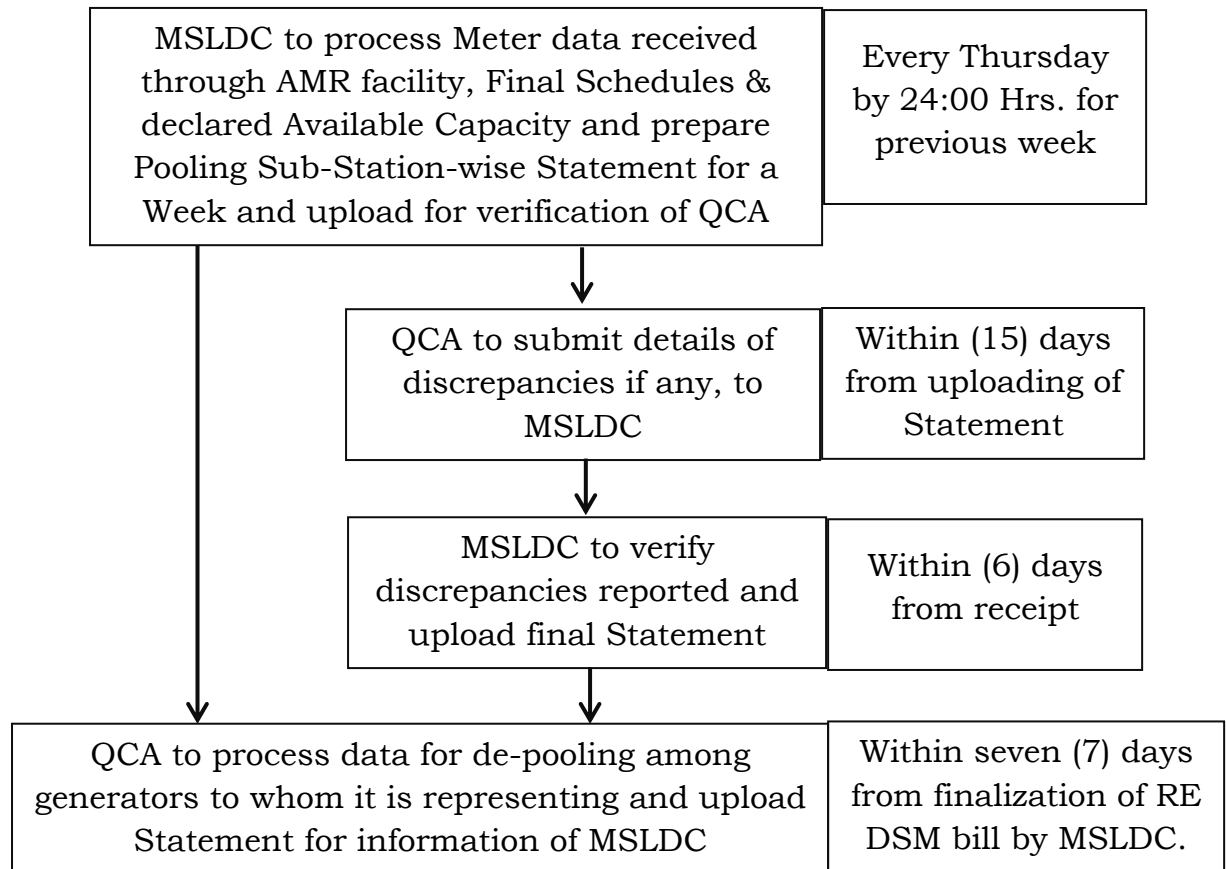 MSLDC to process Meter data received
through AMR facility, Final Schedules &
declared Available Capacity and prepare
Pooling Sub-Station-wise Statement for a
Week and upload for verification of QCA
Every Thursday
by 24:00 Hrs. for
previous week
QCA to submit details of
discrepancies if any, to
MSLDC
Within (15) days
from uploading of
Statement
MSLDC to verify
discrepancies reported and
upload final Statement
Within (6) days
from receipt
QCA to process data for de-pooling among
generators to whom it is representing and upload
Statement for information of MSLDC
Within seven (7) days
from finalization of RE
DSM bill by MSLDC.